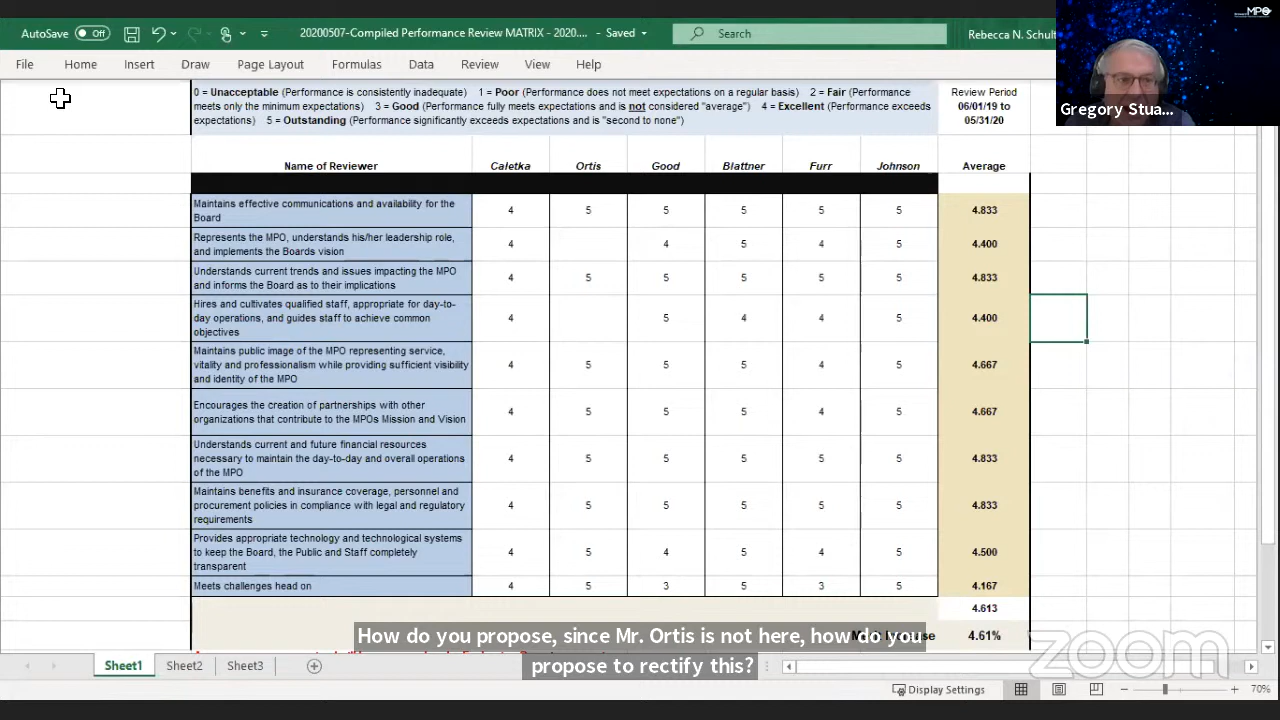 AutoSave Off 20200507-Compiled Performance Review MATRIX - 2020.... - Saved Search Rebecca N. Schult
MPO
Gregory Stua...
File Home Insert Draw Page Layout Formulas Data Review View Help
0 = Unacceptable (Performance is consistently inadequate) 1 = Poor (Performance does not meet expectations on a regular basis) 2 = Fair (Performance
meets only the minimum expectations) 3 = Good (Performance fully meets expectations and is not considered "average") 4 = Excellent (Performance exceeds
expectations) 5 = Outstanding (Performance significantly exceeds expectations and is "second to none")
Review Period
06/01/19 to
05/31/20
Name of Reviewer Caletka Ortis Good Blattner Furr Johnson Average
Maintains effective communications and availability for the
Board
4 5 5 5 5 5 4.833
Represents the MPO, understands his/her leadership role,
and implements the Boards vision
4 4 5 4 5 4.400
Understands current trends and issues impacting the MPO
and informs the Board as to their implications
4 5 5 5 5 5 4.833
Hires and cultivates qualified staff, appropriate for day-to-
day operations, and guides staff to achieve common
objectives
4 5 4 4 5 4.400
Maintains public image of the MPO representing service,
vitality and professionalism while providing sufficient visibility
and identity of the MPO
4 5 5 5 4 5 4.667
Encourages the creation of partnerships with other
organizations that contribute to the MPOs Mission and Vision
4 5 5 5 4 5 4.667
Understands current and future financial resources
necessary to maintain the day-to-day and overall operations
of the MPO
4 5 5 5 5 5 4.833
Maintains benefits and insurance coverage, personnel and
procurement policies in compliance with legal and regulatory
requirements
4 5 5 5 5 5 4.833
Provides appropriate technology and technological systems
to keep the Board, the Public and Staff completely
transparent
4 5 4 5 4 5 4.500
Meets challenges head on 4 5 3 5 3 5 4.167
4.613
4.61%
How do you propose, since Mr. Ortis is not here, how do you
propose to rectify this?
zoom
Sheet1 Sheet2 Sheet3
Display Settings 70%